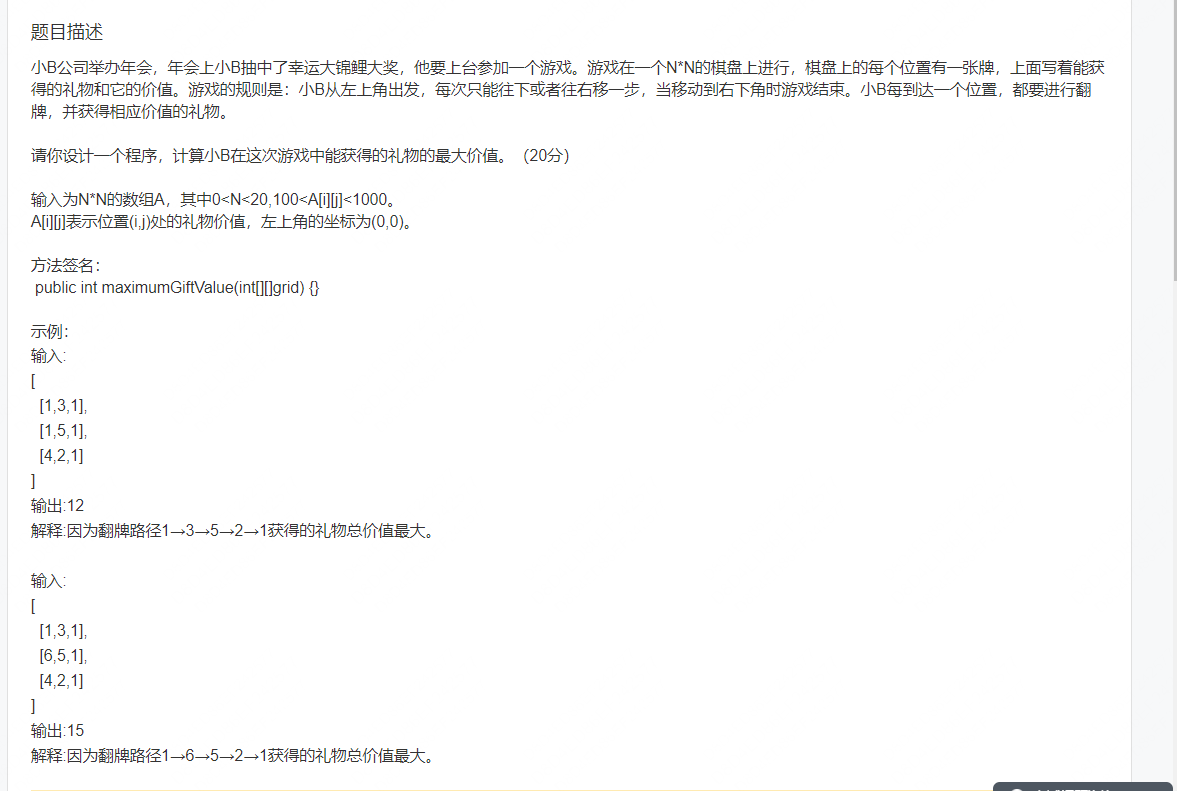 题目描述
小B公司举办年会，年会上小B抽中了幸运大锦鲤大奖，他要上台参加一个游戏。游戏在一个N*N的棋盘上进行，棋盘上的每个位置有一张牌，上面写着能获
得的礼物和它的价值。游戏的规则是：小B从左上角出发，每次只能往下或者往右移一步，当移动到右下角时游戏结束。小B每到达一个位置，都要进行翻
牌，并获得相应价值的礼物。
请你设计一个程序，计算小B在这次游戏中能获得的礼物的最大价值。（20分）
输入为N*N的数组A，其中0<N<20,100<A[i][j]<1000。
A[i][j]表示位置(i,j)处的礼物价值，左上角的坐标为(0,0)。
方法签名：
public int maximumGiftValue(int[][]grid) {}
示例：
输入:
[
[1,3,1],
[1,5,1],
[4,2,1]
]
输出:12
解释:因为翻牌路径1→3→5→2→1获得的礼物总价值最大。
输入:
[
[1,3,1],
[6,5,1],
[4,2,1]
]
输出:15
解释:因为翻牌路径1→6→5→2→1获得的礼物总价值最大。